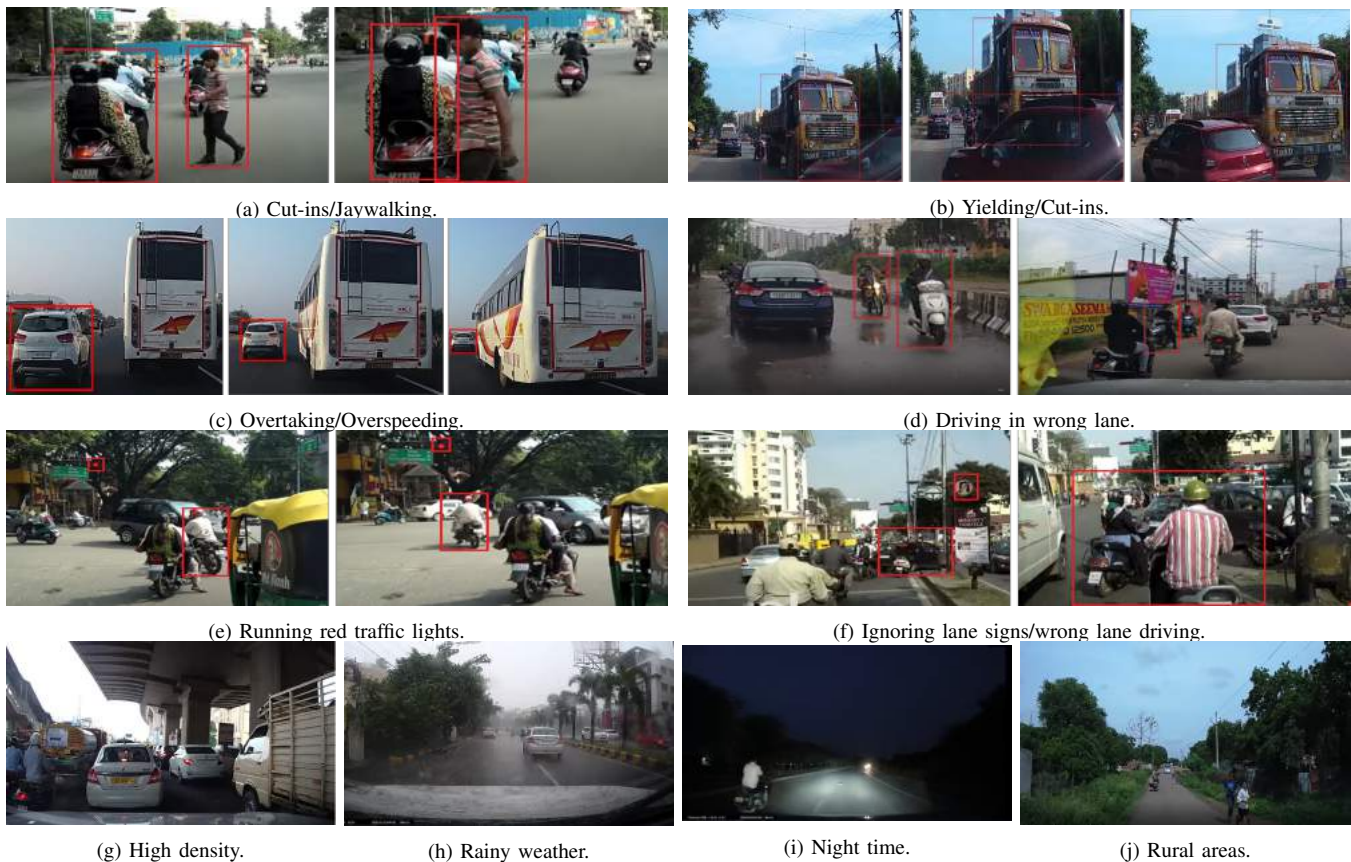 (a) Cut-ins/Jaywalking.
(b) Yielding/Cut-ins.
(c) Overtaking/Overspeeding.
SWARGASEEMA
(d) Driving in wrong lane.
(e) Running red traffic lights.
(f) Ignoring lane signs/wrong lane driving.
(g) High density.
(h) Rainy weather.
(i) Night time.
(j) Rural areas.